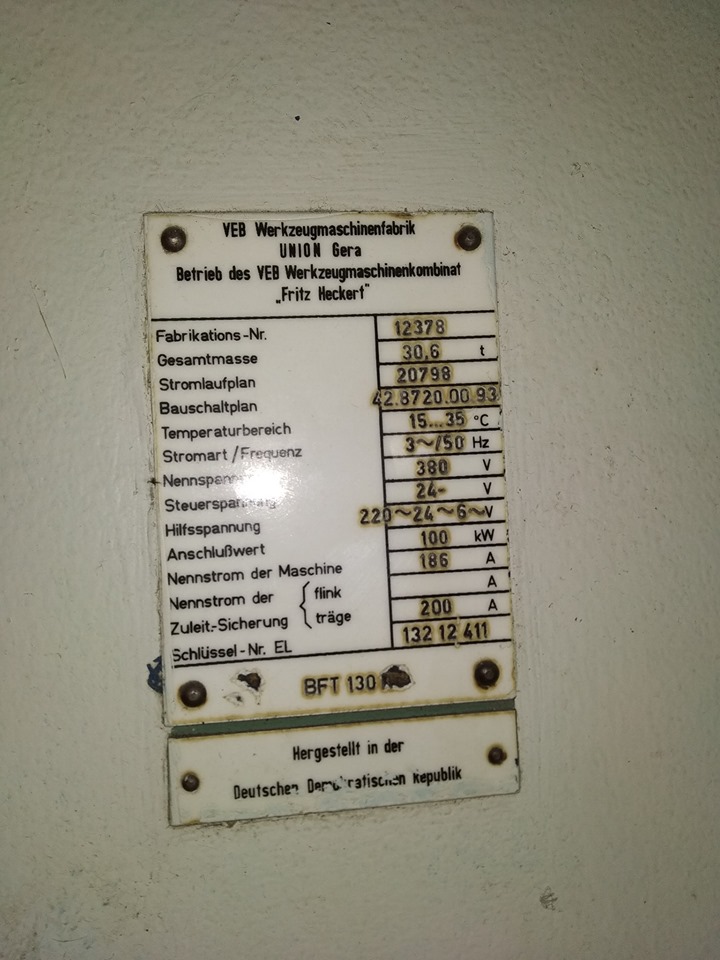 VEB Werkzeugmaschinenfabrik
UNION Gera
Betrieb des VEB Werkzeugmaschinenkombinat
„Fritz Heckert"
Fabrikations-Nr. 12378
Gesamtmasse 30,6 t
Stromlaufplan 20798
Bauschaltplan 42.8720.00 93
Temperaturbereich 15...35 °C
Stromart / Frequenz 3~/50 Hz
380 V
24- V
Hilfsspannung 220~24~6~V
Anschlußwert 100 kW
Nennstrom der Maschine 186 A
Nennstrom der { flink A
Zuleit.-Sicherung träge 200 A
Schlüssel-Nr. EL 132 12 411
BFT 130
Hergestellt in der
Deutschen Demokratischen Republik